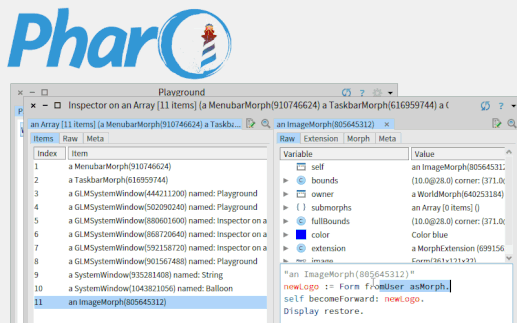 Pharo
Playground
Inspector on an Array [11 items] (a MenubarMorph(910746624) a TaskbarMorph(616959744) a
an Array [11 items] (a MenubarMorph(910746624) a Taskb...
an ImageMorph(805645312)
Items Raw Meta
Raw Extension Morph Meta
Index Item
1 a MenubarMorph(910746624)
2 a TaskbarMorph(616959744)
3 a GLMSystemWindow(444211200) named: Playground
4 a GLMSystemWindow(502090240) named: Playground
5 a GLMSystemWindow(880601600) named: Inspector on a
6 a GLMSystemWindow(868720640) named: Inspector on a
7 a GLMSystemWindow(592158720) named: Inspector on a
8 a GLMSystemWindow(901567488) named: Playground
9 a SystemWindow(935281408) named: String
10 a SystemWindow(1043821056) named: Balloon
11 an ImageMorph(805645312)
Variable Value
self an ImageMorph(805645312
bounds (10.0@28.0) corner: (371.0
owner a WorldMorph(640253184)
submorphs an Array [0 items] ()
fullBounds (10.0@28.0) corner: (371.0
color Color blue
extension a MorphExtension (699156
image Form(361x121x32)
"an ImageMorph(805645312)"
newLogo := Form fromUser asMorph.
self becomeForward: newLogo.
Display restore.